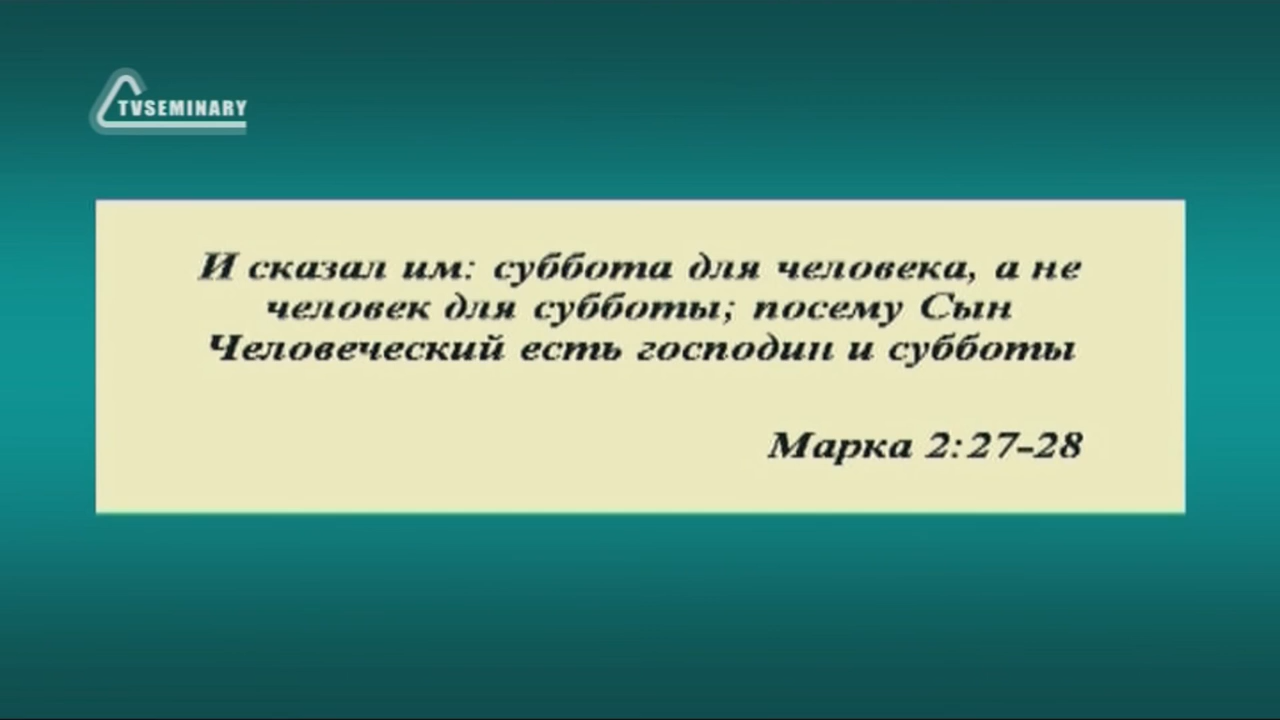 TVSEMINARY
И сказал им: суббота для человека, а не
человек для субботы; посему Сын
Человеческий есть господин и субботы
Марка 2:27-28